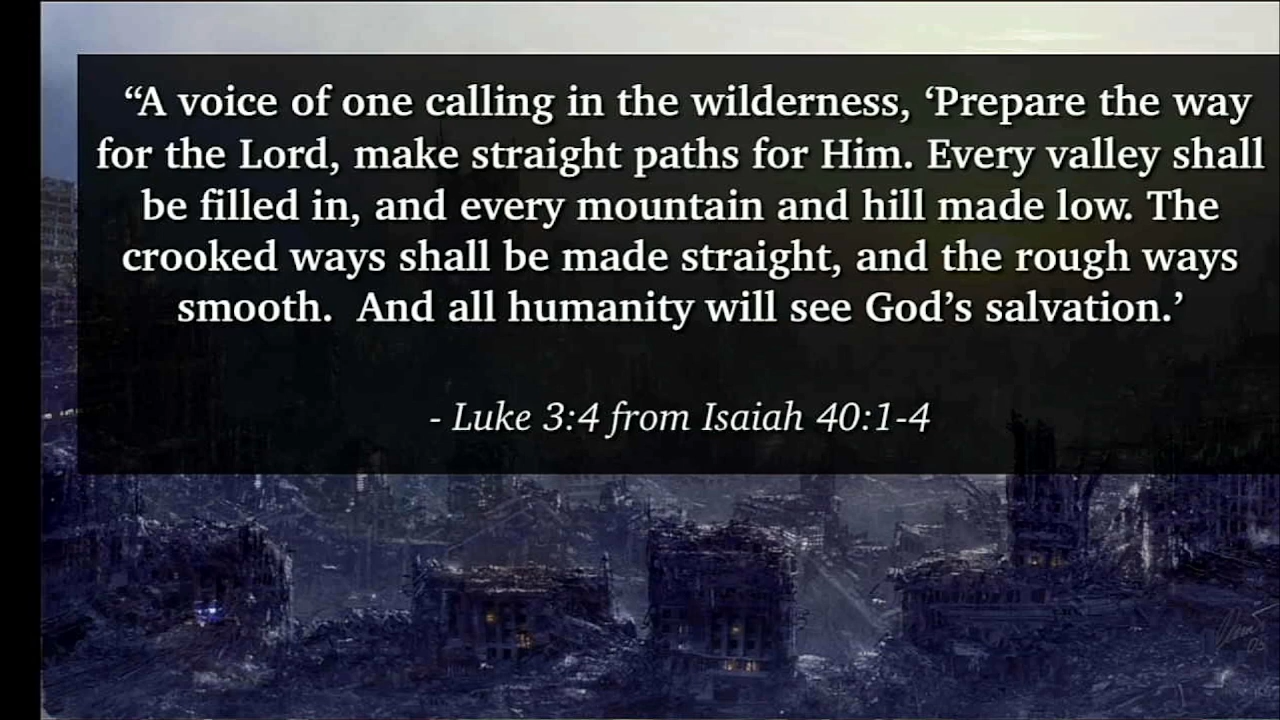 “A voice of one calling in the wilderness, ‘Prepare the way
for the Lord, make straight paths for Him. Every valley shall
be filled in, and every mountain and hill made low. The
crooked ways shall be made straight, and the rough ways
smooth.  And all humanity will see God’s salvation.’
- Luke 3:4 from Isaiah 40:1-4